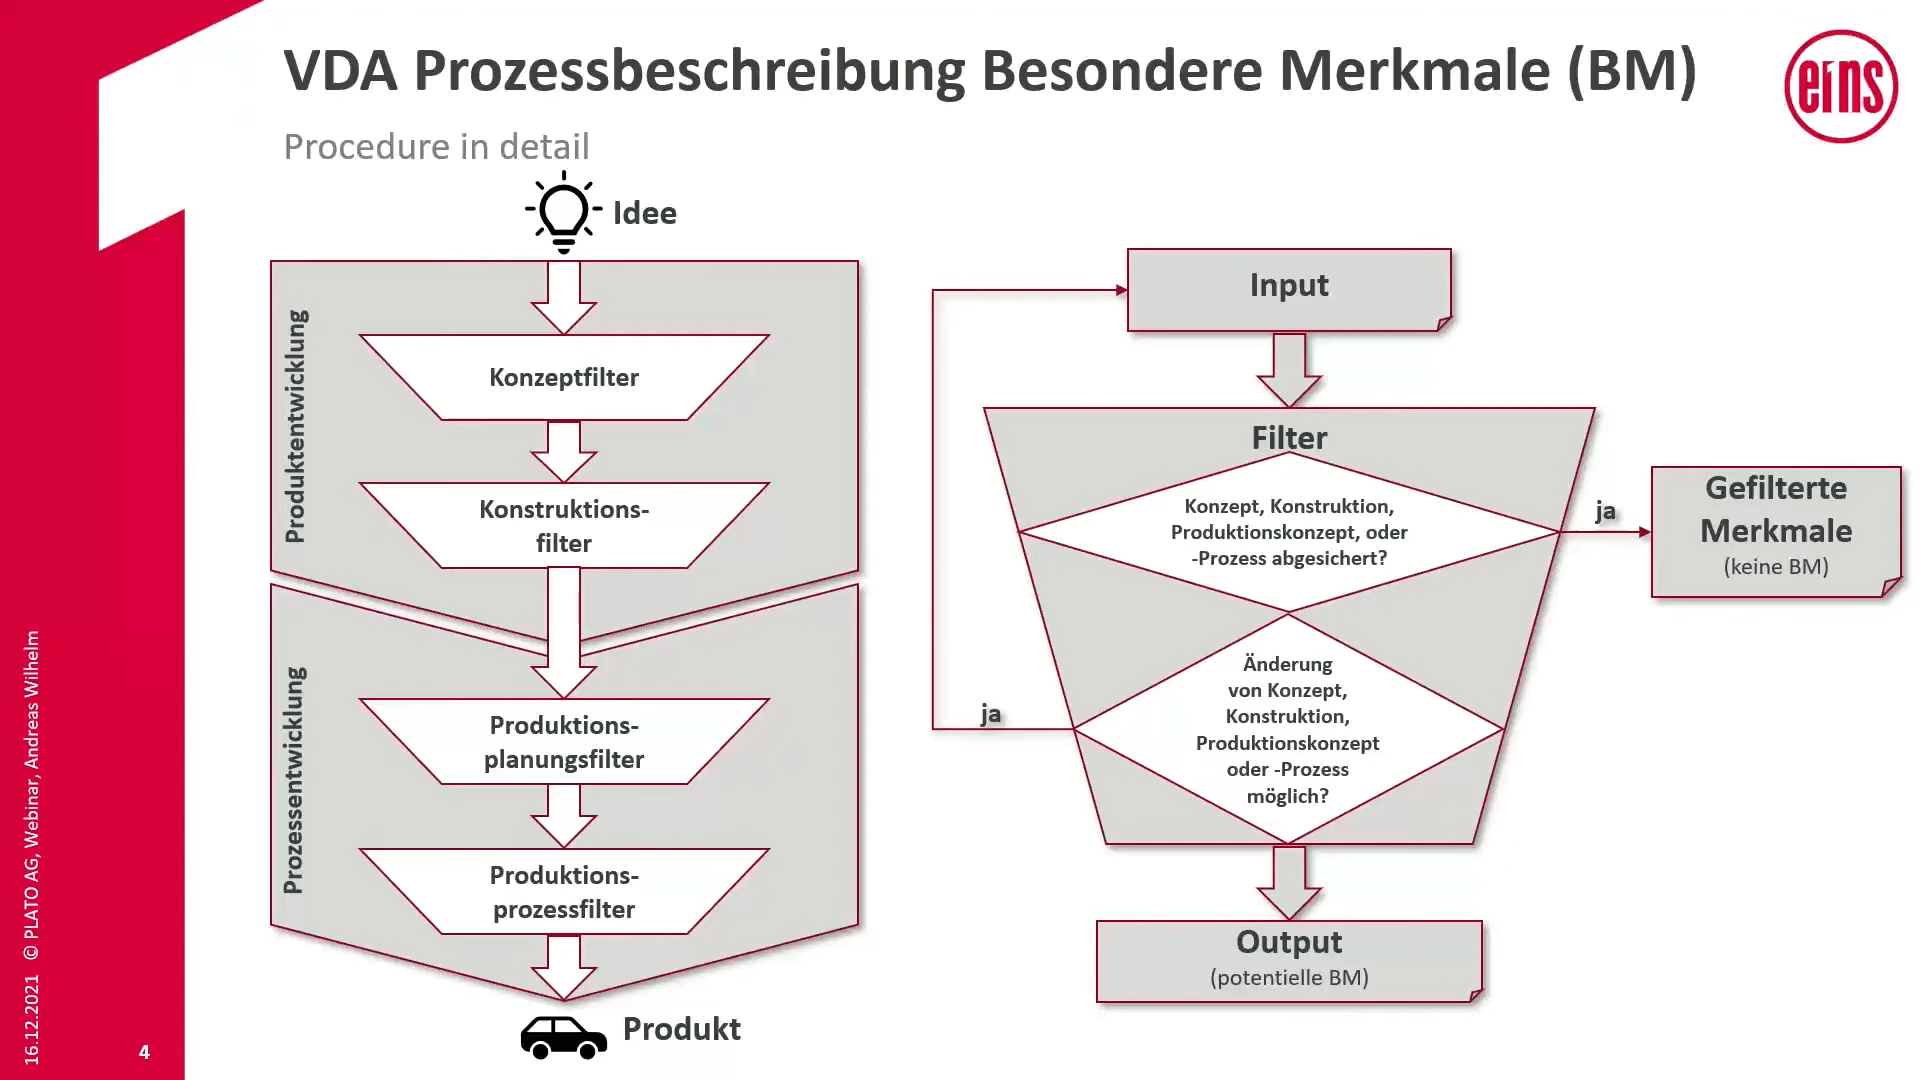 VDA Prozessbeschreibung Besondere Merkmale (BM)
Procedure in detail
eins
Idee
Produktentwicklung
Konzeptfilter
Konstruktions-
filter
Prozessentwicklung
Produktions-
planungsfilter
Produktions-
prozessfilter
Produkt
Input
Filter
Konzept, Konstruktion,
Produktionskonzept, oder
-Prozess abgesichert?
ja
Gefilterte
Merkmale
(keine BM)
Änderung
von Konzept,
Konstruktion,
Produktionskonzept
oder -Prozess
möglich?
ja
Output
(potentielle BM)
16.12.2021 © PLATO AG, Webinar, Andreas Wilhelm
4